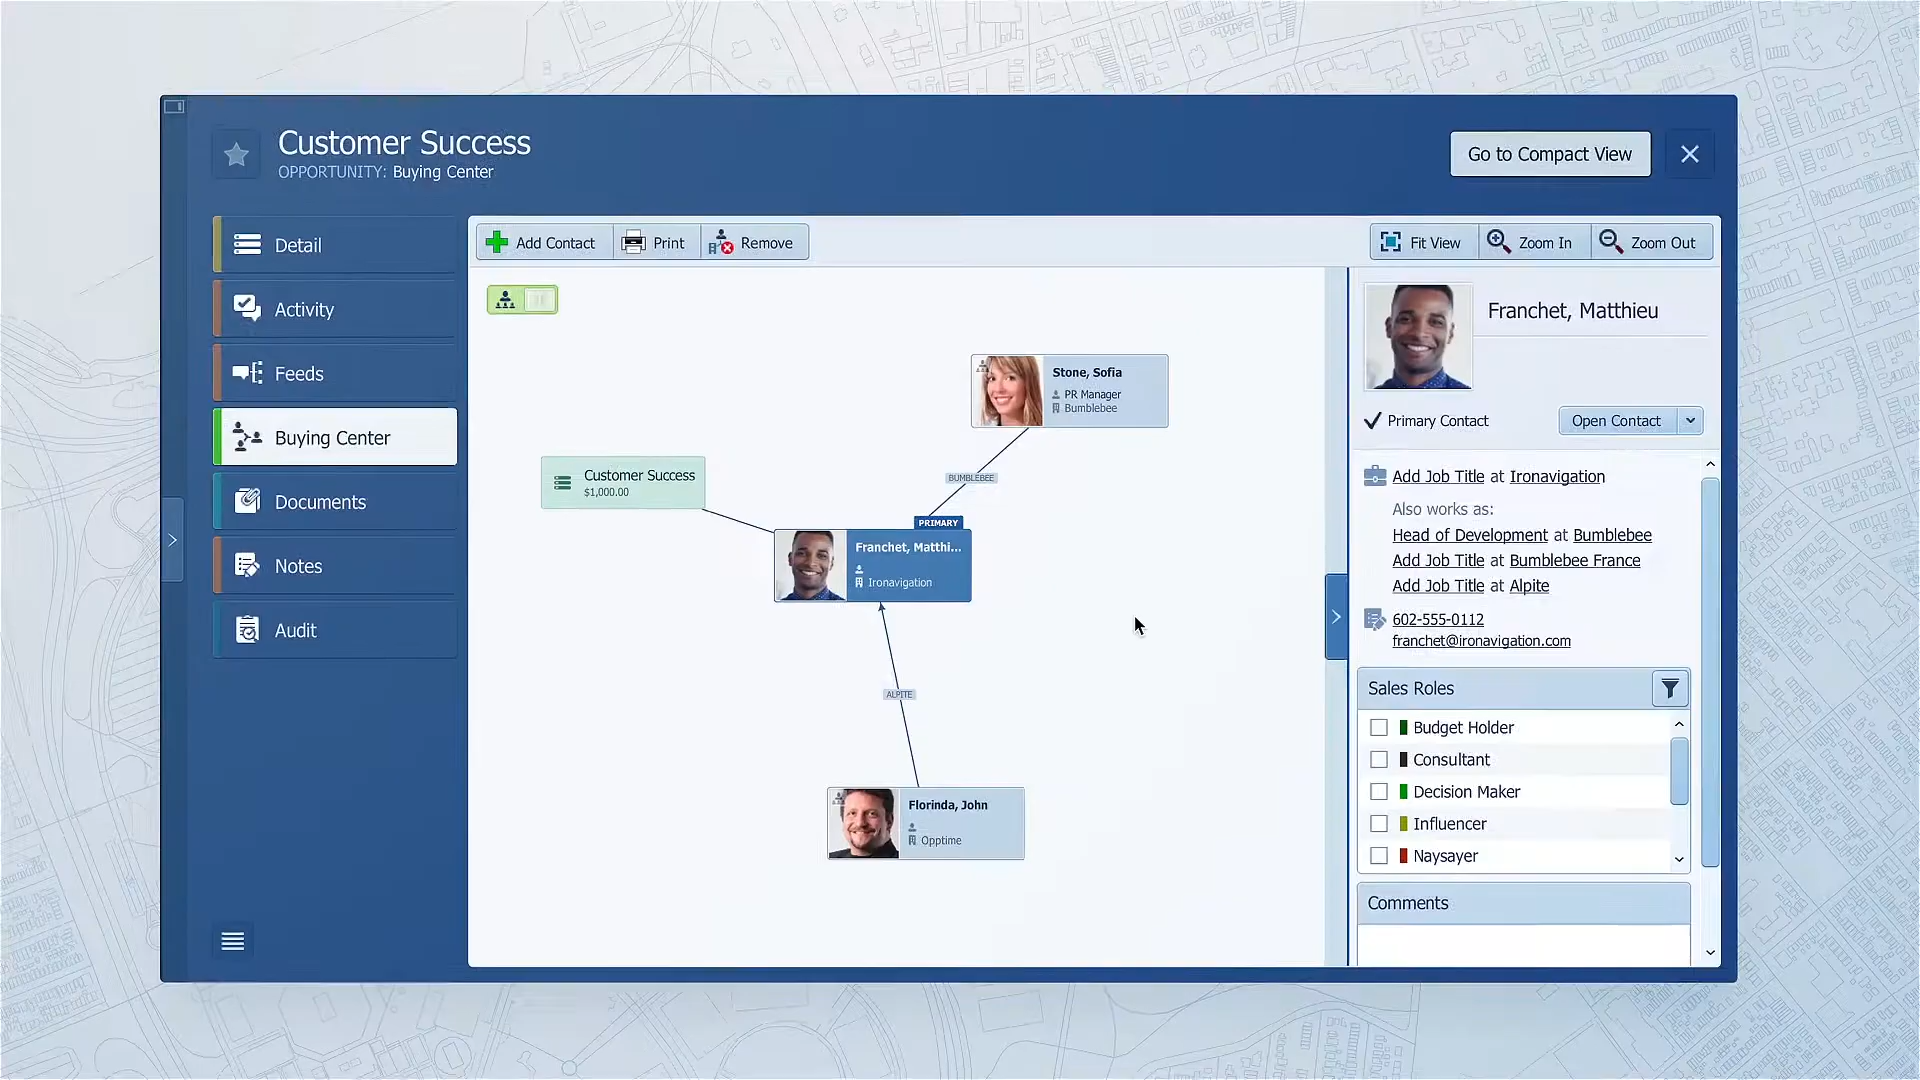 Customer Success
OPPORTUNITY: Buying Center
Go to Compact View
Detail
Activity
Feeds
Buying Center
Documents
Notes
Audit
Add Contact
Print
Remove
Fit View
Zoom In
Zoom Out
Stone, Sofia
PR Manager
Bumblebee
Customer Success
$1,000.00
BUMBLEBEE
PRIMARY
Franchet, Matthi...
Ironavigation
ALPITE
Florinda, John
Opptime
Franchet, Matthieu
Primary Contact
Open Contact
Add Job Title at Ironavigation
Also works as:
Head of Development at Bumblebee
Add Job Title at Bumblebee France
Add Job Title at Alpite
602-555-0112
franchet@ironavigation.com
Sales Roles
Budget Holder
Consultant
Decision Maker
Influencer
Naysayer
Comments